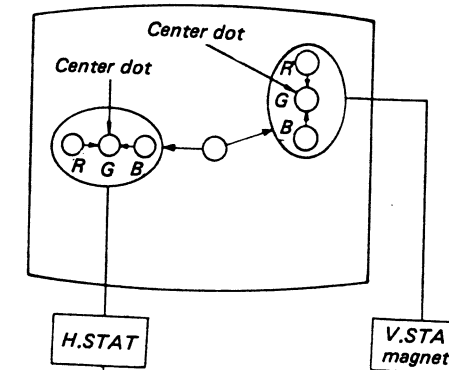 Center dot
Center dot
R
G
B
R G B
H.STAT
V.STA
magnet